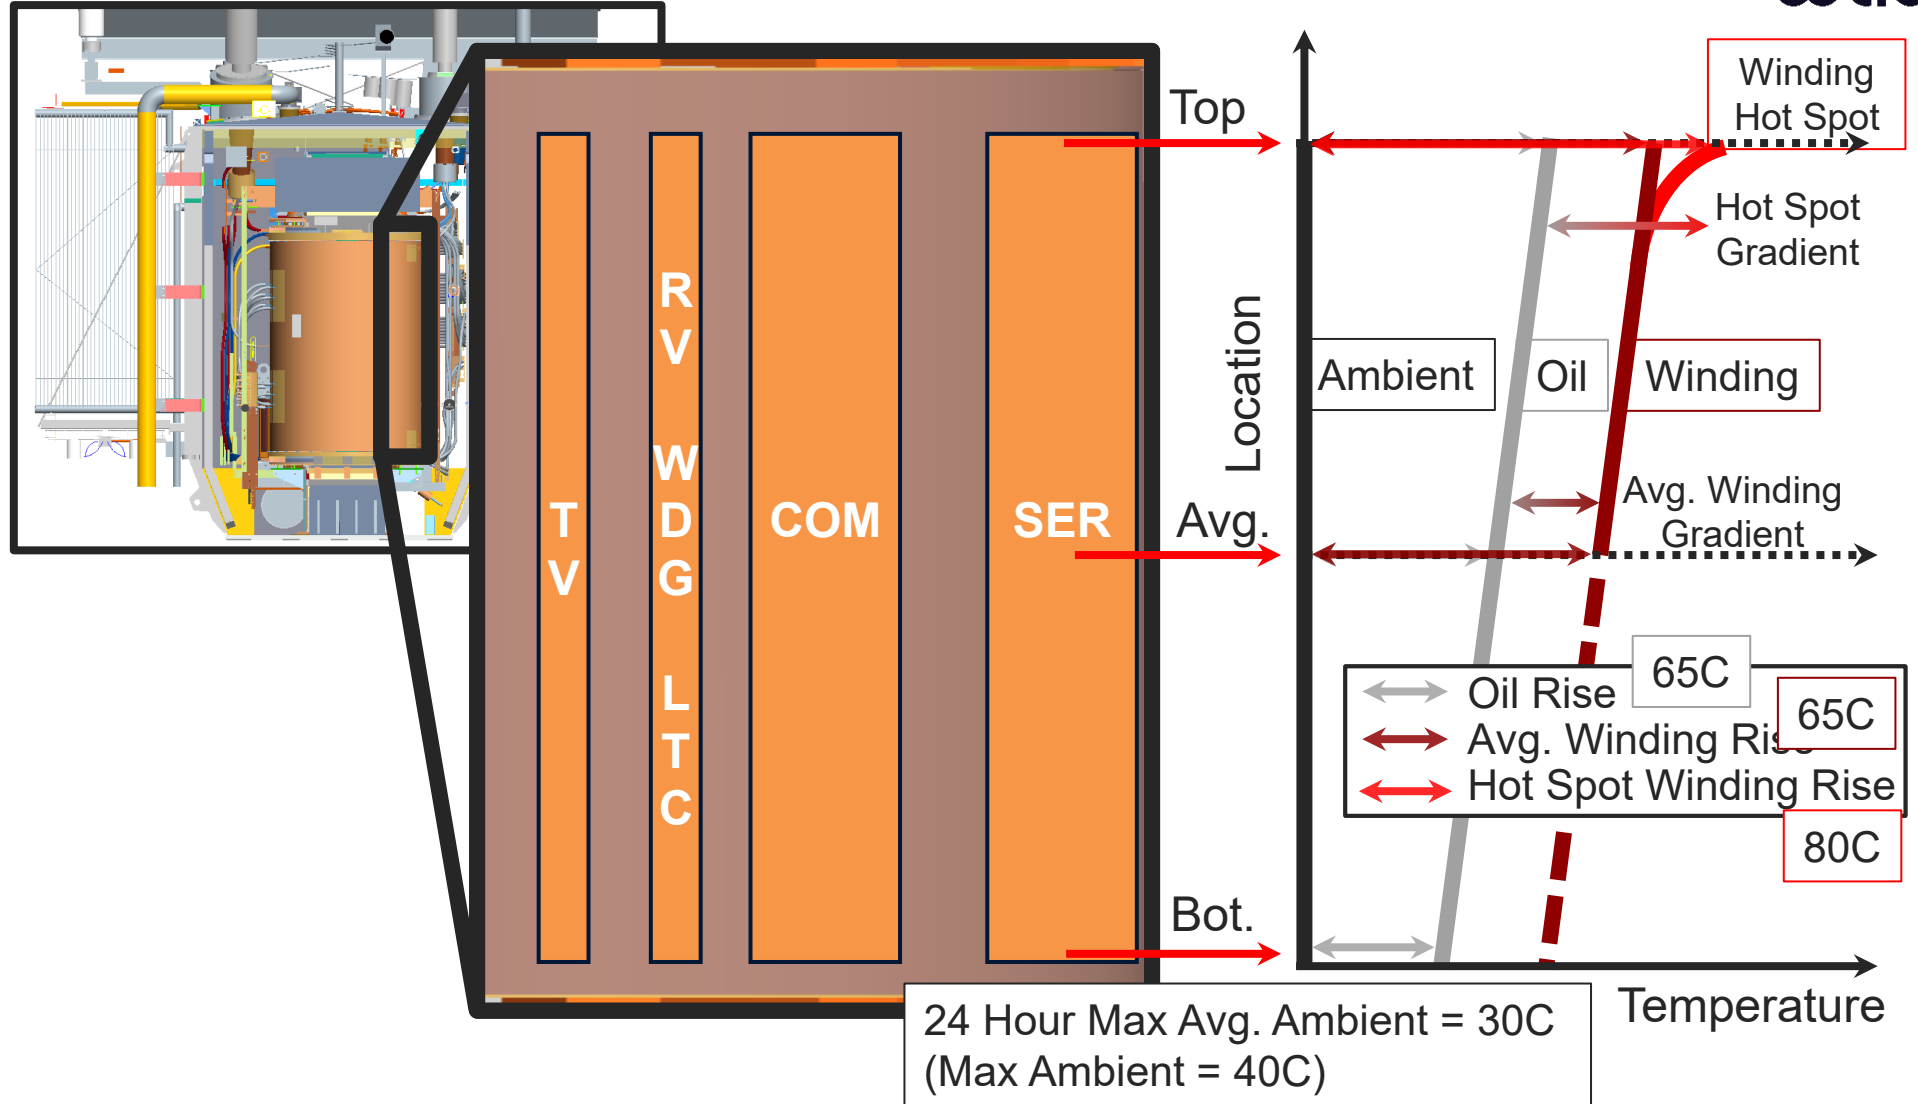 Top
Avg.
Bot.
T
V
R
V
W
D
G
L
T
C
COM
SER
Location
Temperature
Winding
Hot Spot
Hot Spot
Gradient
Ambient
Oil
Winding
Avg. Winding
Gradient
65C
Oil Rise
65C
Avg. Winding Rise
Hot Spot Winding Rise
80C
24 Hour Max Avg. Ambient = 30C
(Max Ambient = 40C)